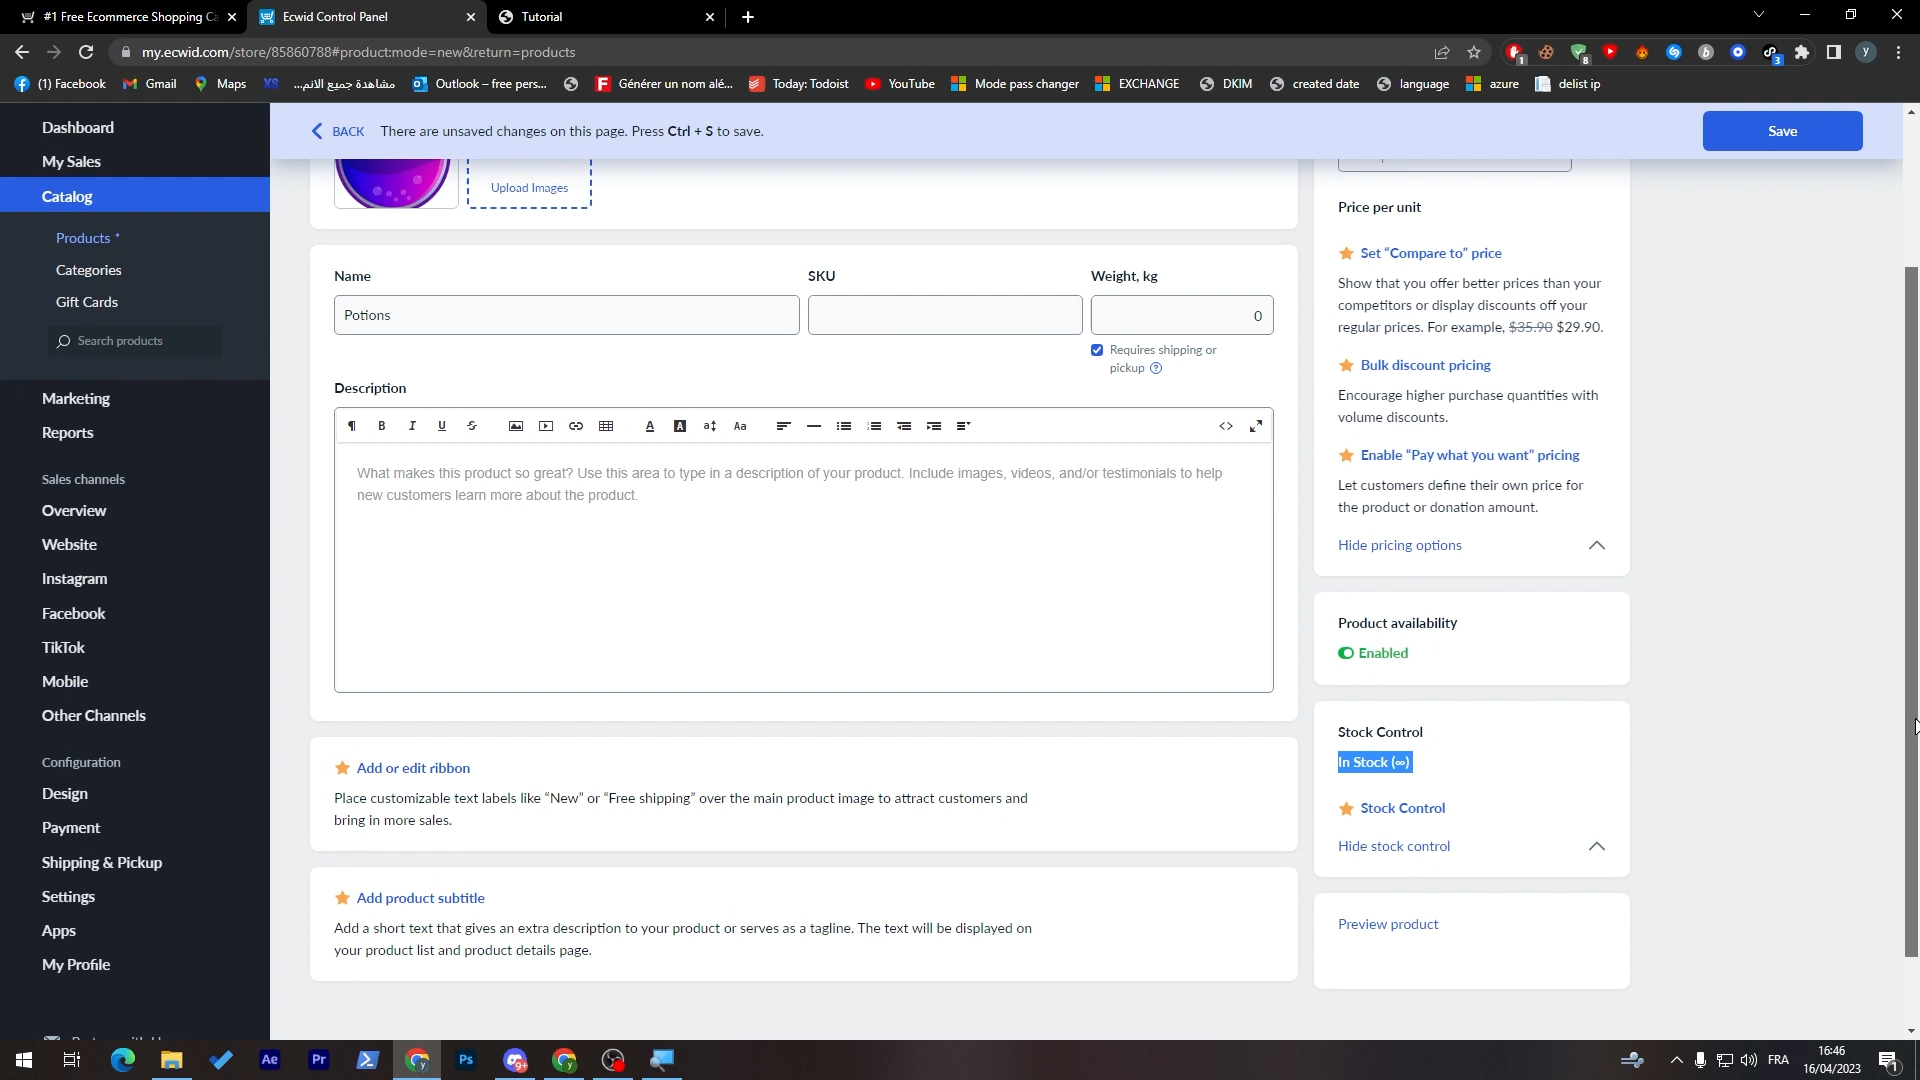 #1 Free Ecommerce Shopping Ca
Ecwid Control Panel
Tutorial
my.ecwid.com/store/85860788#product:mode=new&return=products
(1) Facebook
Gmail
Maps
XS
مشاهدة جميع الانم...
Outlook – free pers...
Générer un nom alé...
Today: Todoist
YouTube
Mode pass changer
EXCHANGE
DKIM
created date
language
azure
delist ip
Dashboard
My Sales
Catalog
Products *
Categories
Gift Cards
Search products
Marketing
Reports
Sales channels
Overview
Website
Instagram
Facebook
TikTok
Mobile
Other Channels
Configuration
Design
Payment
Shipping & Pickup
Settings
Apps
My Profile
BACK There are unsaved changes on this page. Press Ctrl + S to save.
Save
Upload Images
Name
Potions
SKU
Weight, kg
0
Requires shipping or
pickup
Description
What makes this product so great? Use this area to type in a description of your product. Include images, videos, and/or testimonials to help
new customers learn more about the product.
Add or edit ribbon
Place customizable text labels like “New” or “Free shipping” over the main product image to attract customers and
bring in more sales.
Add product subtitle
Add a short text that gives an extra description to your product or serves as a tagline. The text will be displayed on
your product list and product details page.
Price per unit
Set “Compare to” price
Show that you offer better prices than your
competitors or display discounts off your
regular prices. For example, $35.90 $29.90.
Bulk discount pricing
Encourage higher purchase quantities with
volume discounts.
Enable “Pay what you want” pricing
Let customers define their own price for
the product or donation amount.
Hide pricing options
Product availability
Enabled
Stock Control
In Stock (∞)
Stock Control
Hide stock control
Preview product
FRA
16:46
16/04/2023